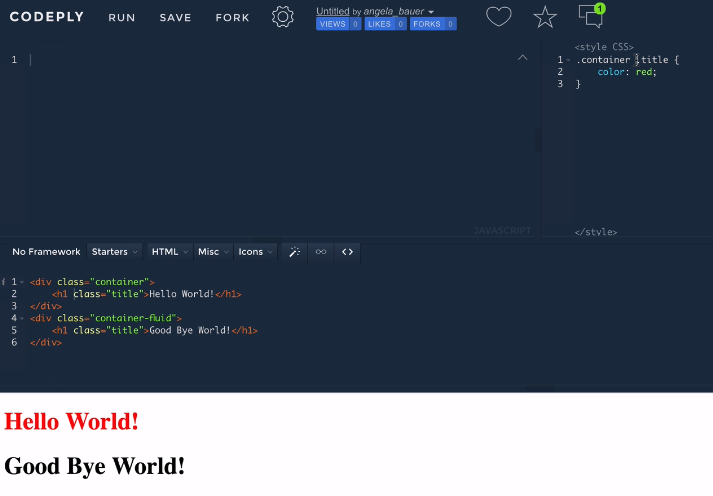 CODEPLY RUN SAVE FORK Untitled by angela_bauer
VIEWS 0 LIKES 0 FORKS 0
1
1
<style CSS>
1 .container .title {
2 color: red;
3 }
JAVASCRIPT
</style>
No Framework Starters HTML Misc Icons
i 1 <div class="container">
2 <h1 class="title">Hello World!</h1>
3 </div>
4 <div class="container-fluid">
5 <h1 class="title">Good Bye World!</h1>
6 </div>
Hello World!
Good Bye World!